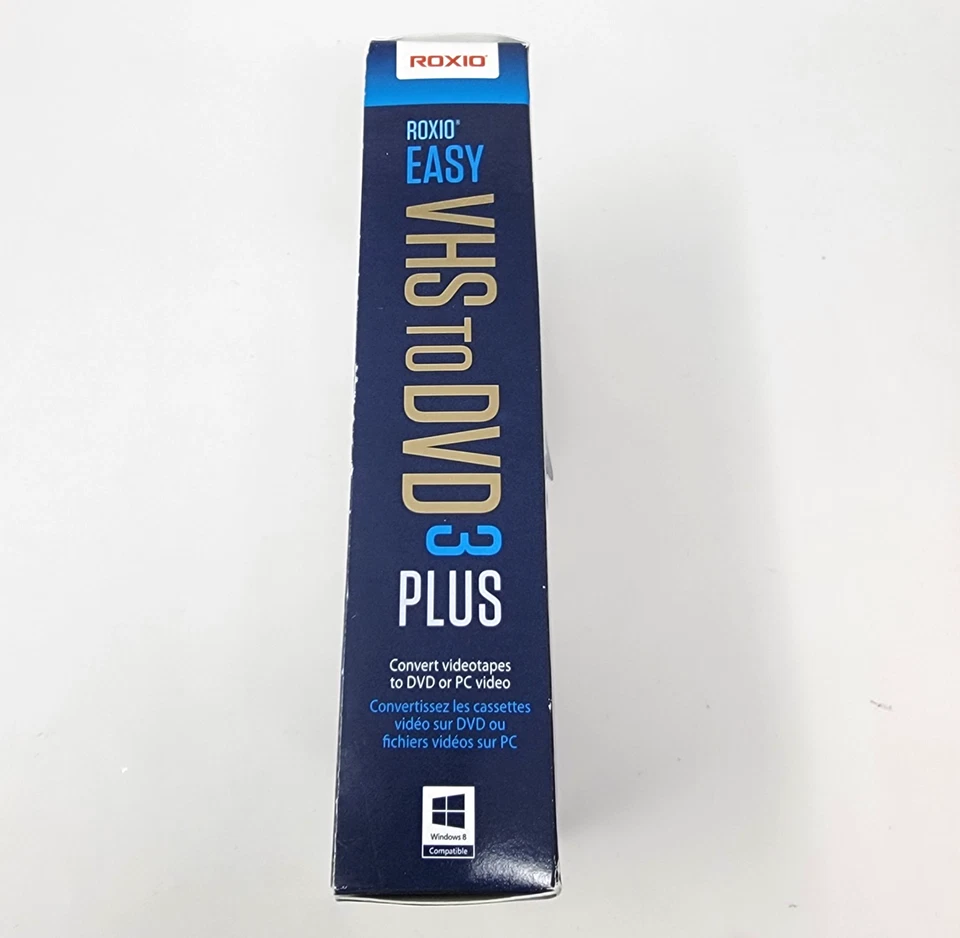 ROXIO
ROXIO®
EASY
VHS TO DVD 3
PLUS
Convert videotapes
to DVD or PC video
Convertissez les cassettes
vidéo sur DVD ou
fichiers vidéos sur PC
Windows 8
Compatible